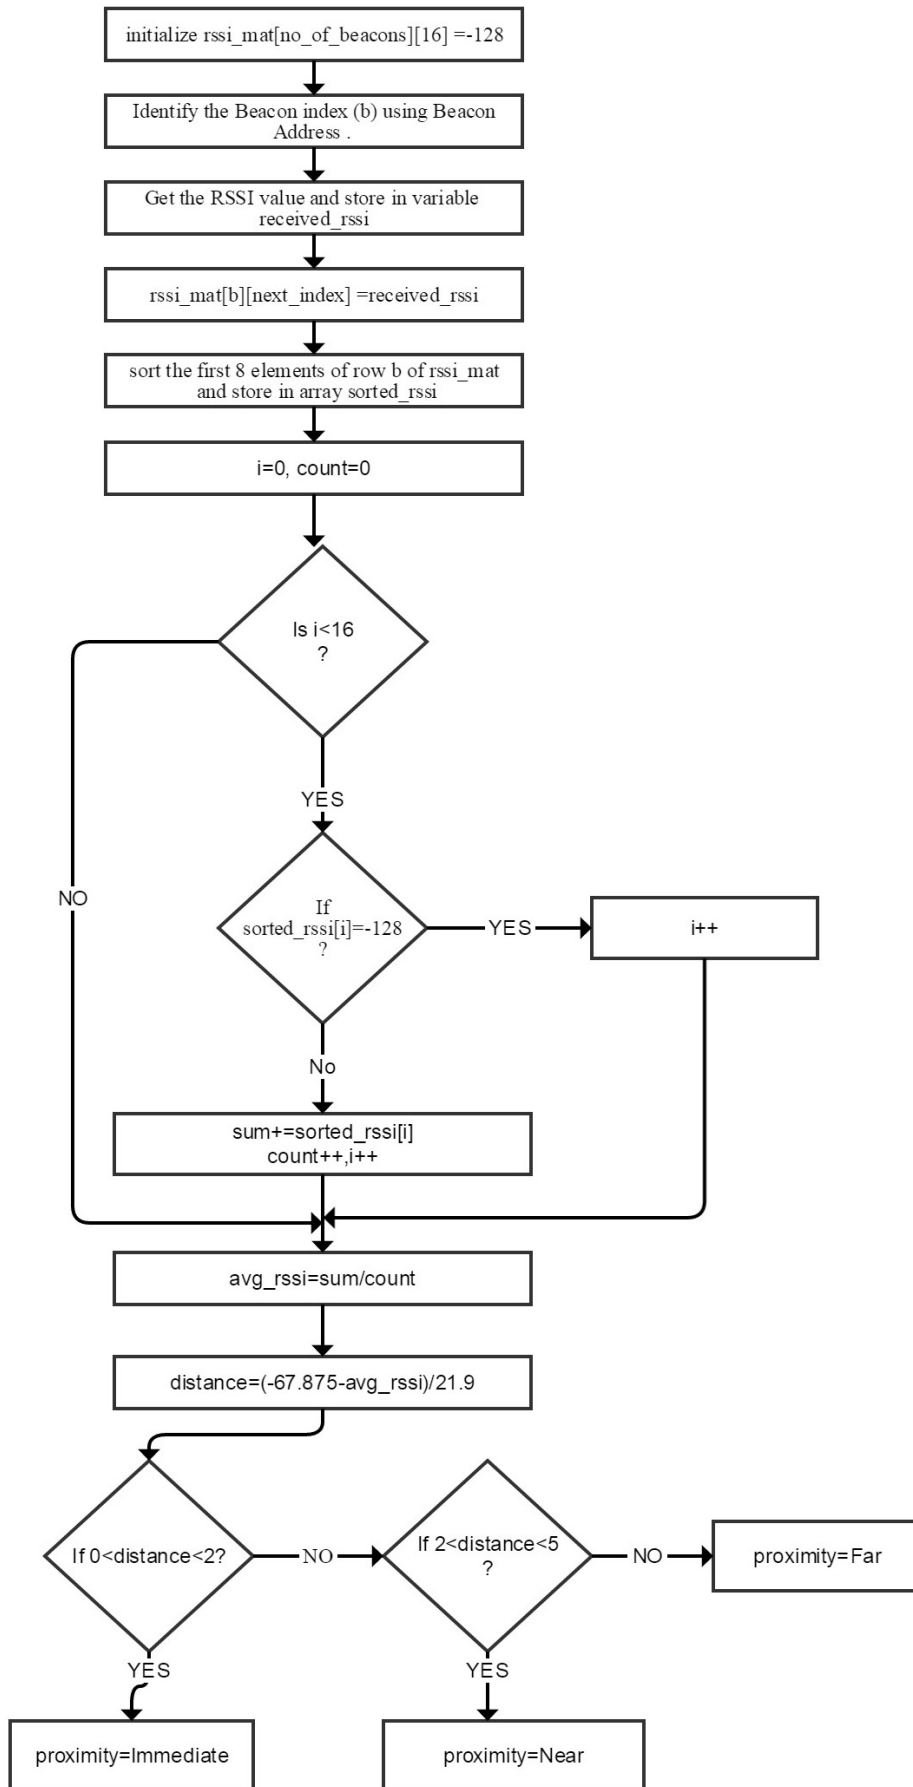 initialize rssi_mat[no_of_beacons][16] =-128
Identify the Beacon index (b) using Beacon
Address .
Get the RSSI value and store in variable
received_rssi
rssi_mat[b][next_index] =received_rssi
sort the first 8 elements of row b of rssi_mat
and store in array sorted_rssi
i=0, count=0
Is i<16
?
YES
NO
If
sorted_rssi[i]=-128
?
YES
i++
No
sum+=sorted_rssi[i]
count++,i++
avg_rssi=sum/count
distance=(-67.875-avg_rssi)/21.9
If 0<distance<2?
NO
If 2<distance<5
?
NO
proximity=Far
YES
YES
proximity=Immediate
proximity=Near